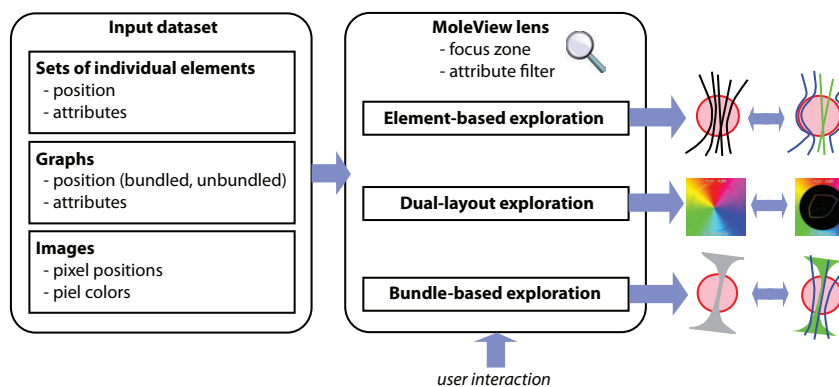 Input dataset
Sets of individual elements
- position
- attributes
Graphs
- position (bundled, unbundled)
- attributes
Images
- pixel positions
- piel colors
MoleView lens
- focus zone
- attribute filter
Element-based exploration
Dual-layout exploration
Bundle-based exploration
user interaction